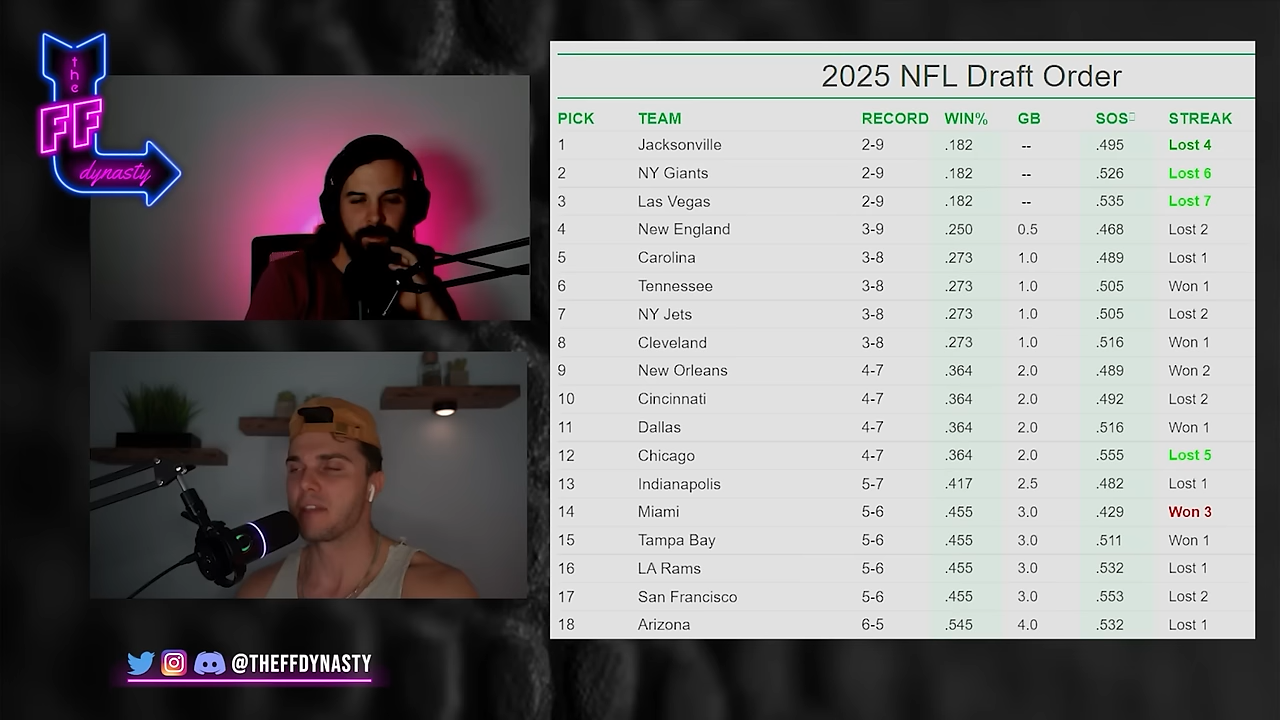 the
FF
dynasty
2025 NFL Draft Order
PICK TEAM RECORD WIN% GB SOS STREAK
1 Jacksonville 2-9 .182 -- .495 Lost 4
2 NY Giants 2-9 .182 -- .526 Lost 6
3 Las Vegas 2-9 .182 -- .535 Lost 7
4 New England 3-9 .250 0.5 .468 Lost 2
5 Carolina 3-8 .273 1.0 .489 Lost 1
6 Tennessee 3-8 .273 1.0 .505 Won 1
7 NY Jets 3-8 .273 1.0 .505 Lost 2
8 Cleveland 3-8 .273 1.0 .516 Won 1
9 New Orleans 4-7 .364 2.0 .489 Won 2
10 Cincinnati 4-7 .364 2.0 .492 Lost 2
11 Dallas 4-7 .364 2.0 .516 Won 1
12 Chicago 4-7 .364 2.0 .555 Lost 5
13 Indianapolis 5-7 .417 2.5 .482 Lost 1
14 Miami 5-6 .455 3.0 .429 Won 3
15 Tampa Bay 5-6 .455 3.0 .511 Won 1
16 LA Rams 5-6 .455 3.0 .532 Lost 1
17 San Francisco 5-6 .455 3.0 .553 Lost 2
18 Arizona 6-5 .545 4.0 .532 Lost 1
@THEFFDYNASTY